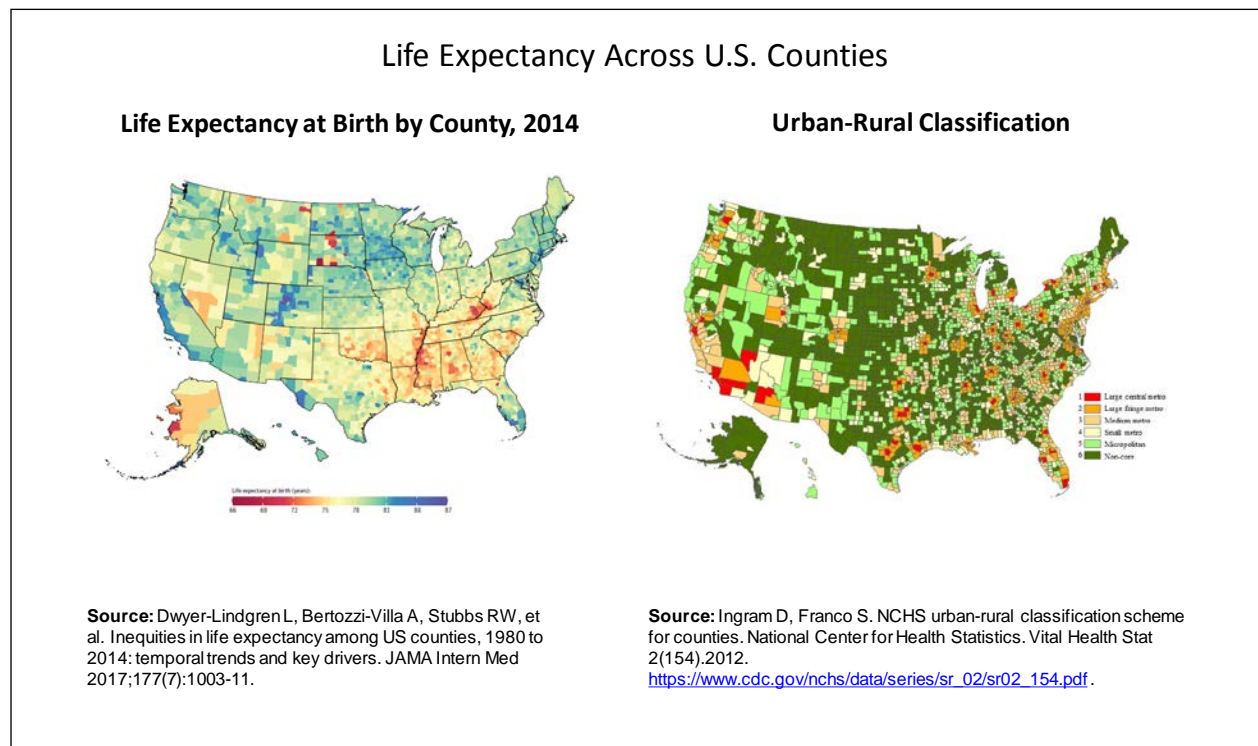 Life Expectancy Across U.S. Counties
Life Expectancy at Birth by County, 2014
Urban-Rural Classification
Life expectancy at birth (years):
66 69 72 75 78 81 84 87
1 Large central metro
2 Large fringe metro
3 Medium metro
4 Small metro
5 Micropolitan
6 Non-core
Source: Dwyer-Lindgren L, Bertozzi-Villa A, Stubbs RW, et
al. Inequities in life expectancy among US counties, 1980 to
2014: temporal trends and key drivers. JAMA Intern Med
2017;177(7):1003-11.
Source: Ingram D, Franco S. NCHS urban-rural classification scheme
for counties. National Center for Health Statistics. Vital Health Stat
2(154).2012.
https://www.cdc.gov/nchs/data/series/sr_02/sr02_154.pdf .